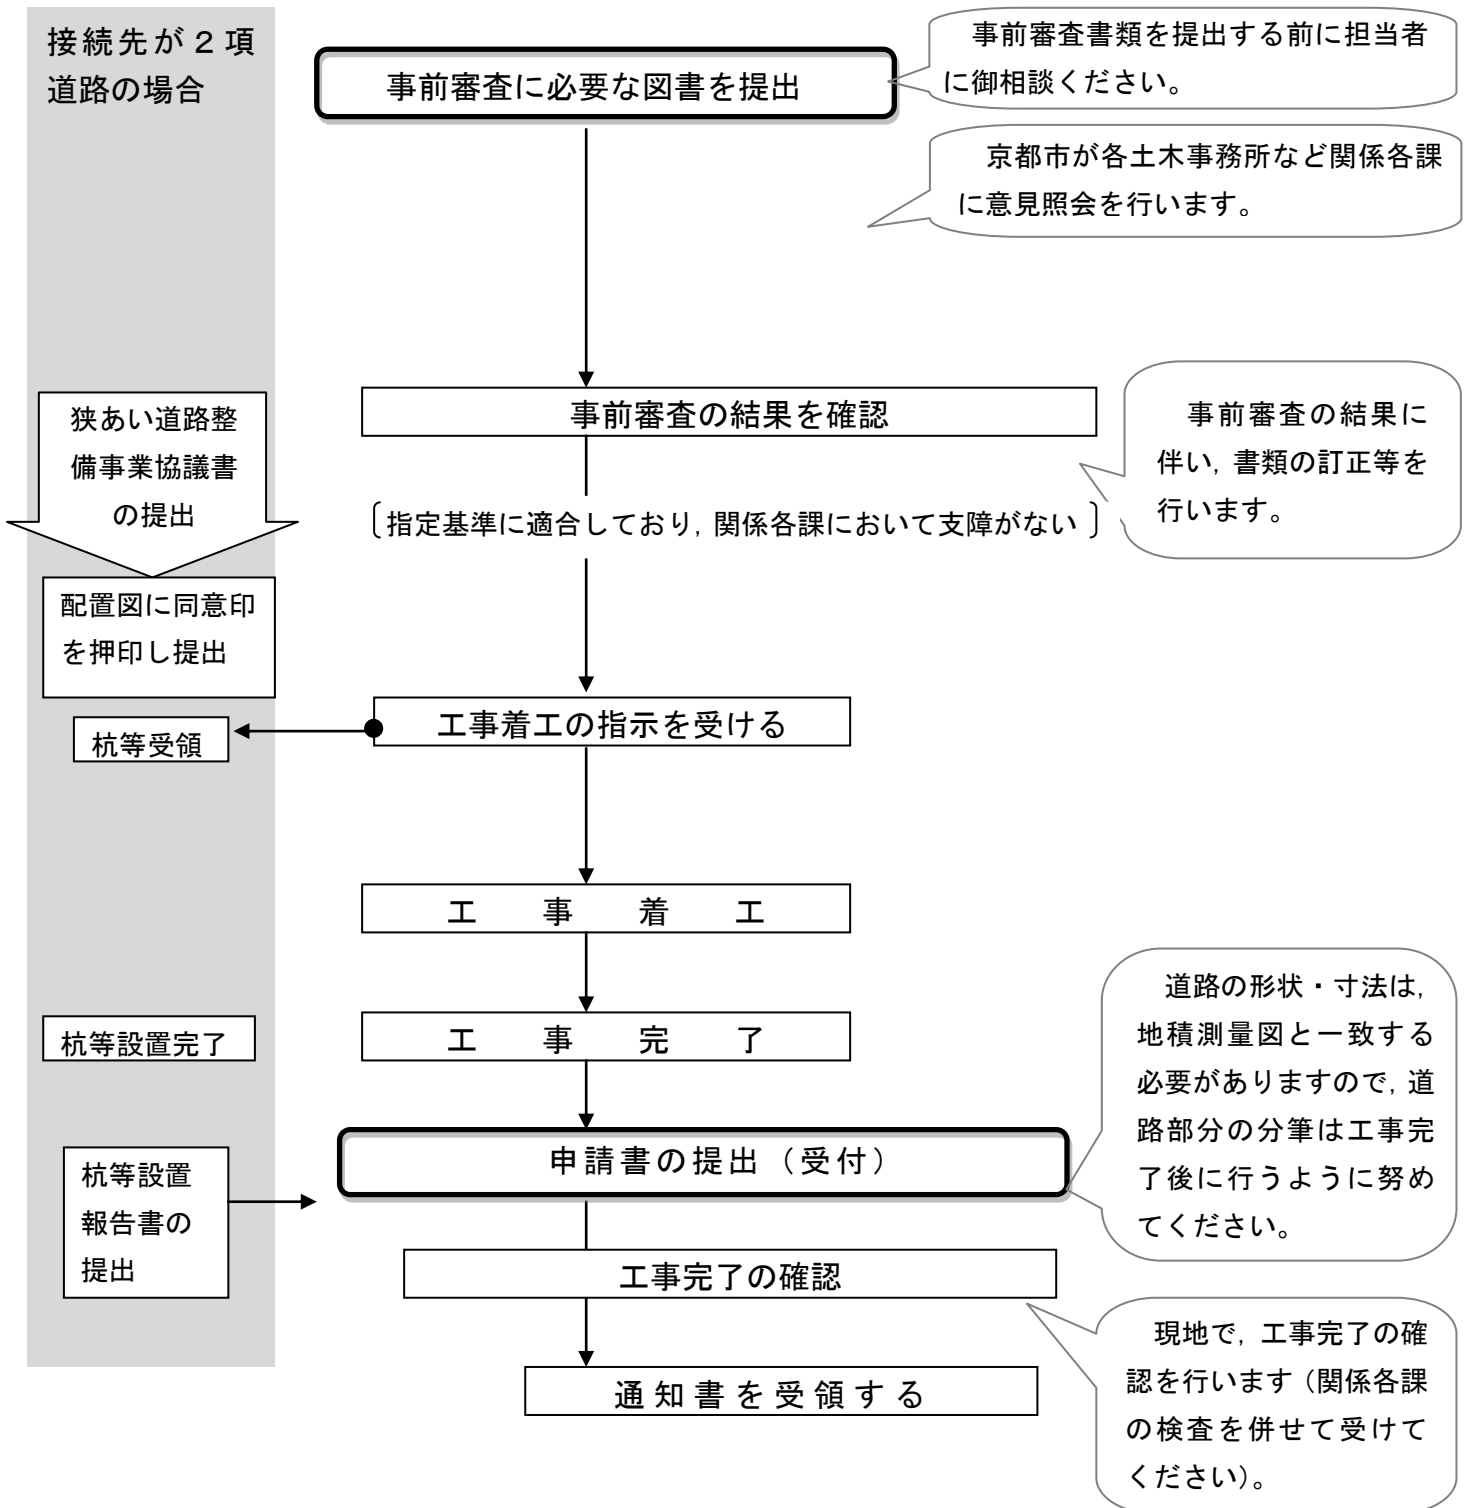 接続先が２項
道路の場合
事前審査に必要な図書を提出
事前審査書類を提出する前に担当者
に御相談ください。
京都市が各土木事務所など関係各課
に意見照会を行います。
事前審査の結果を確認
事前審査の結果に
伴い，書類の訂正等を
行います。
狭あい道路整
備事業協議書
の提出
〔指定基準に適合しており，関係各課において支障がない〕
配置図に同意印
を押印し提出
工事着工の指示を受ける
杭等受領
工　事　着　工
工　事　完　了
杭等設置完了
道路の形状・寸法は，
地積測量図と一致する
必要がありますので，道
路部分の分筆は工事完
了後に行うように努め
てください。
申請書の提出（受付）
杭等設置
報告書の
提出
工事完了の確認
現地で，工事完了の確
認を行います（関係各課
の検査を併せて受けて
ください）。
通知書を受領する